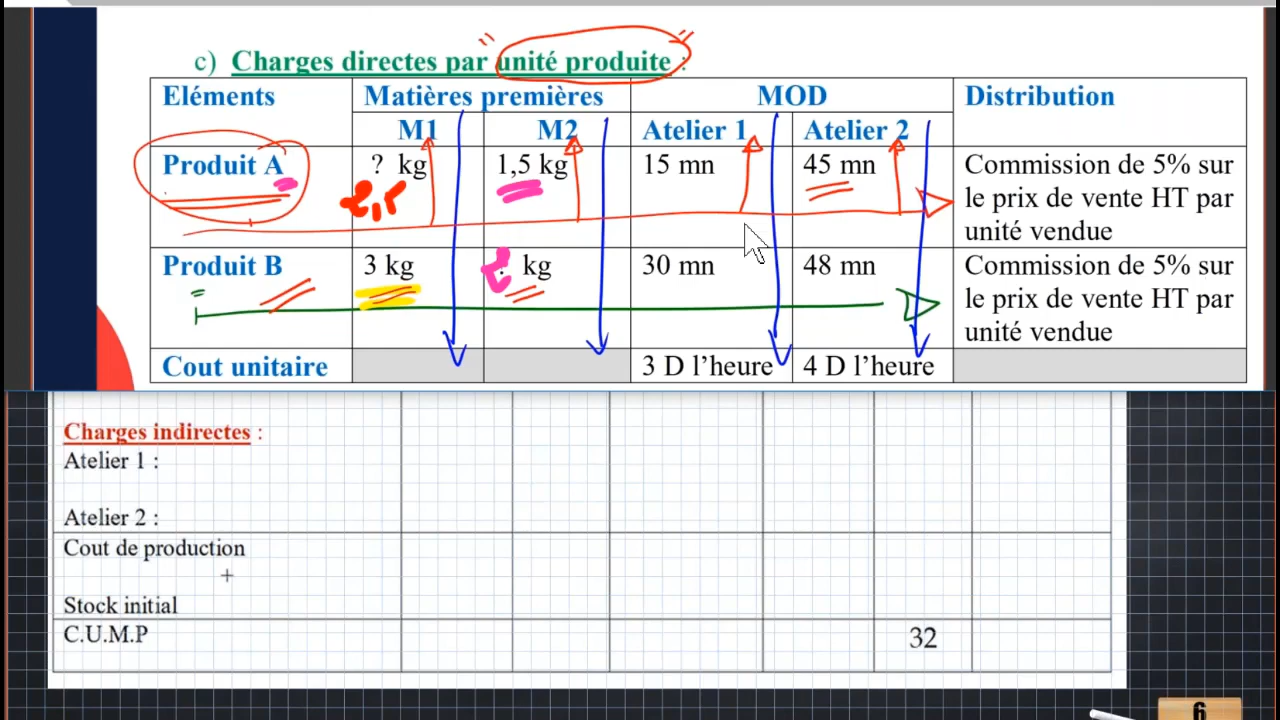 c) Charges directes par unité produite :
Eléments Matières premières MOD Distribution
M1 M2 Atelier 1 Atelier 2
Produit A ? kg 1,5 kg 15 mn 45 mn Commission de 5% sur
le prix de vente HT par
unité vendue
Produit B 3 kg kg 30 mn 48 mn Commission de 5% sur
le prix de vente HT par
unité vendue
Cout unitaire 3 D l’heure 4 D l’heure
Charges indirectes :
Atelier 1 :
Atelier 2 :
Cout de production
+
Stock initial
C.U.M.P 32
6